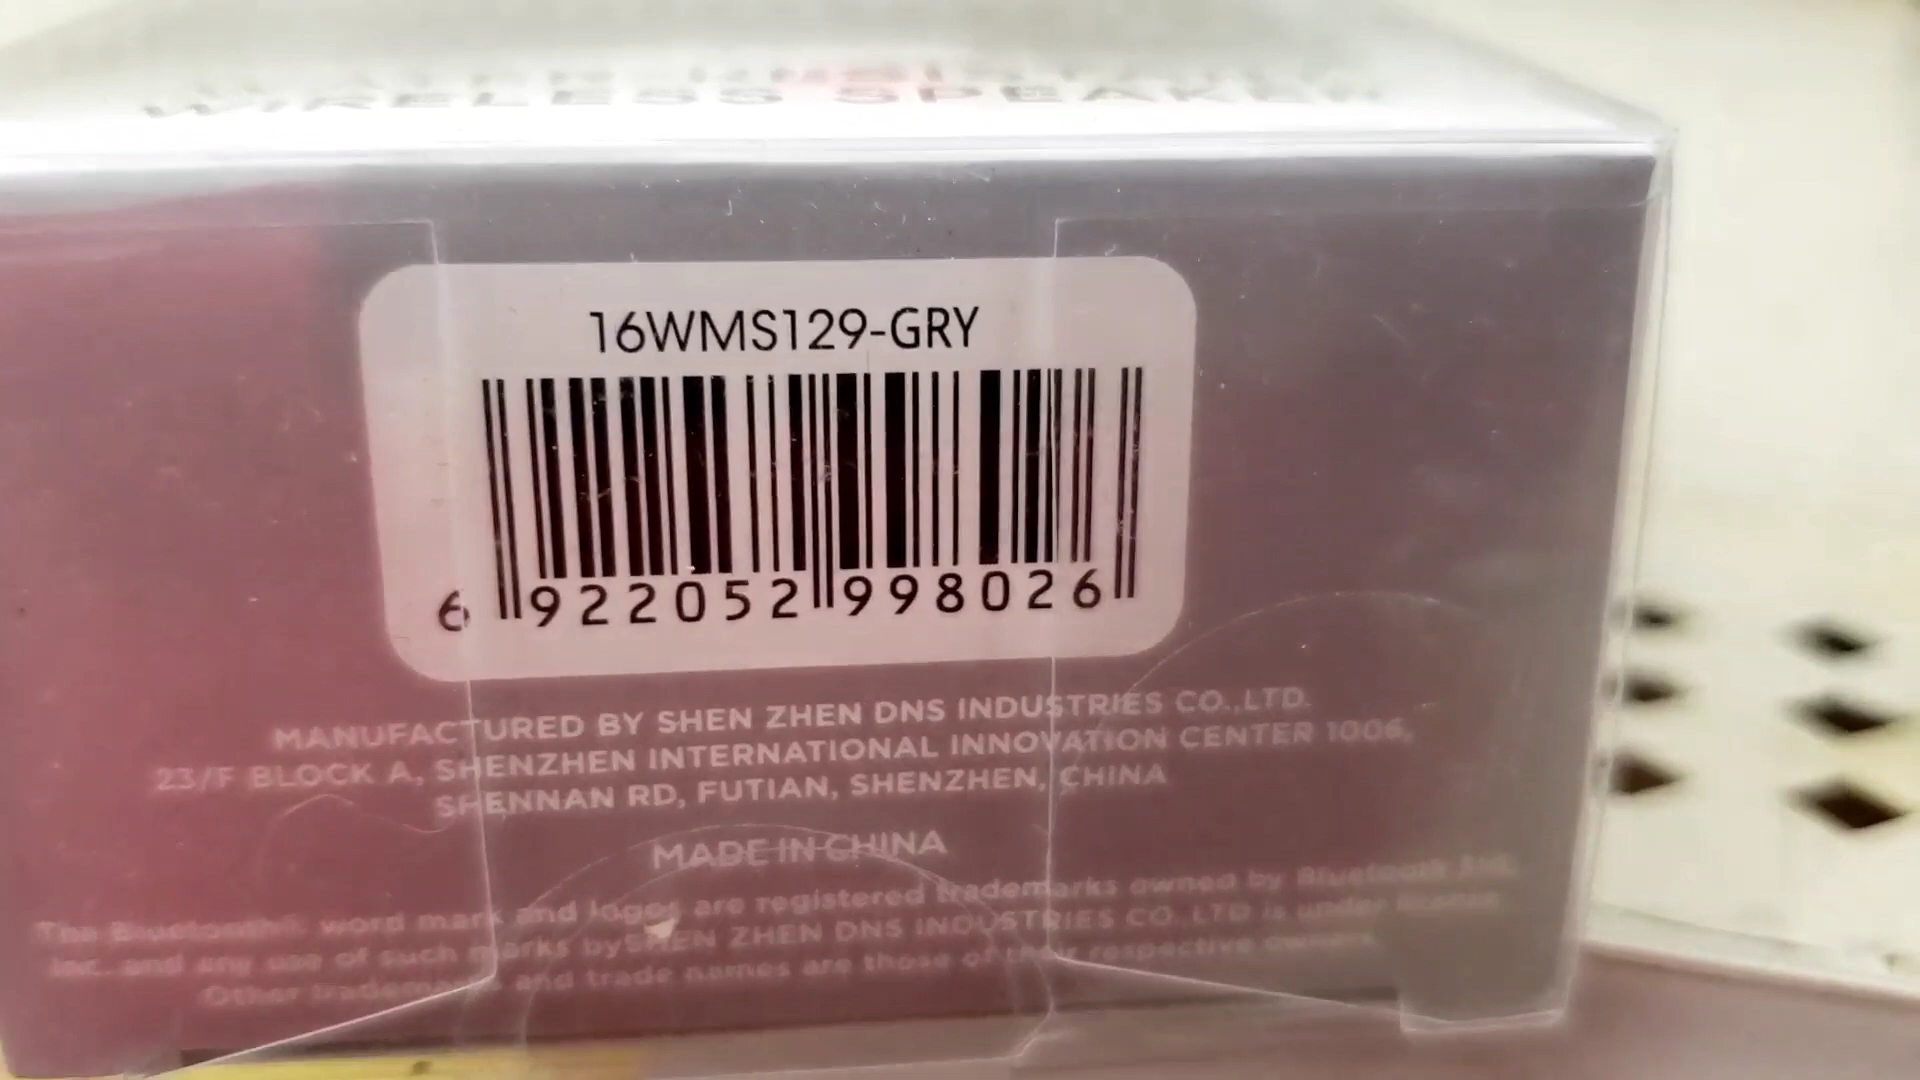 WIRELESS SPEAKER
16WMS129-GRY
6 922052 998026
MANUFACTURED BY SHEN ZHEN DNS INDUSTRIES CO.,LTD.
23/F BLOCK A, SHENZHEN INTERNATIONAL INNOVATION CENTER 1006,
SHENNAN RD, FUTIAN, SHENZHEN, CHINA
MADE IN CHINA
The Bluetooth® word mark and logos are registered trademarks owned by Bluetooth SIG,
Inc. and any use of such marks by SHEN ZHEN DNS INDUSTRIES CO.,LTD is under license.
Other trademarks and trade names are those of their respective owners.